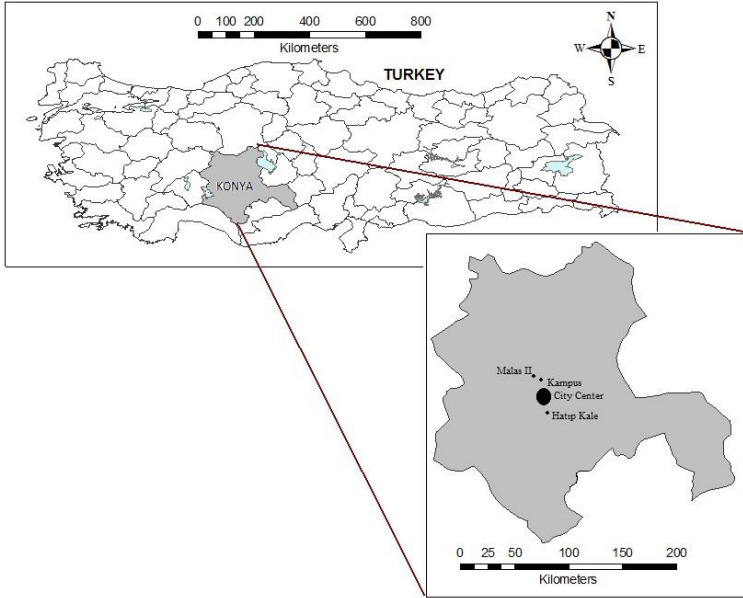 0 100 200 400 600 800
Kilometers
N
W E
S
TURKEY
KONYA
Malas II
Kampus
City Center
Hatıp Kale
0 25 50 100 150 200
Kilometers